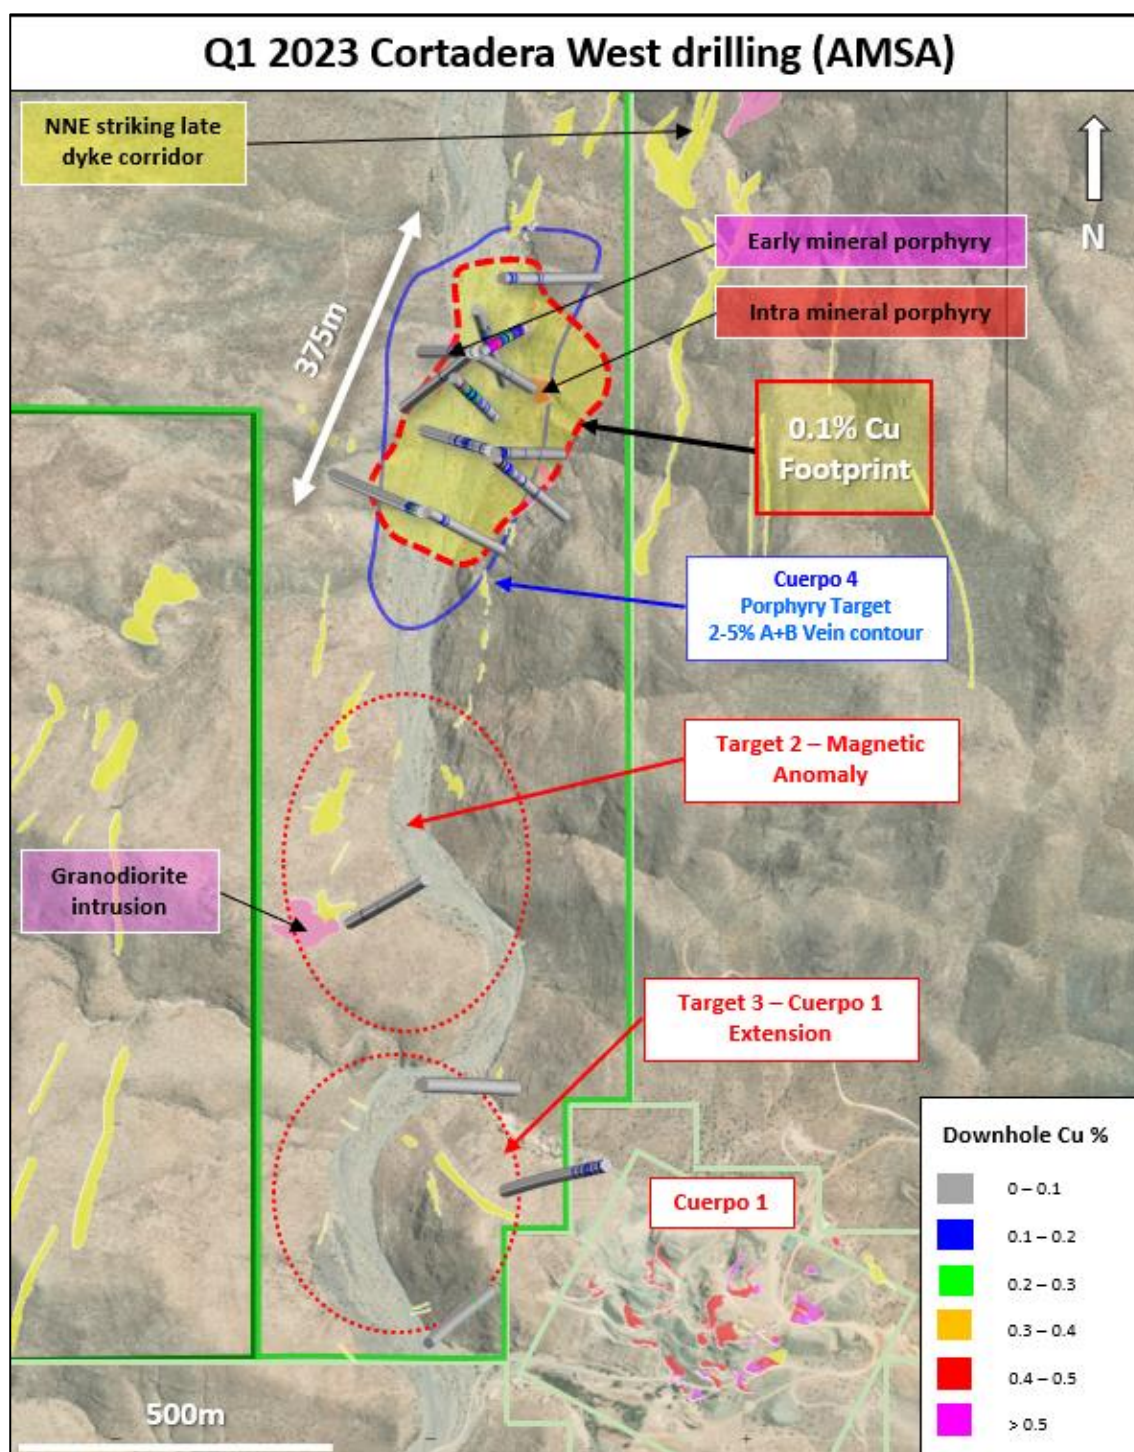 Q1 2023 Cortadera West drilling (AMSA)
NNE striking late
dyke corridor
N
Early mineral porphyry
Intra mineral porphyry
375m
0.1% Cu
Footprint
Cuerpo 4
Porphyry Target
2-5% A+B Vein contour
Target 2 – Magnetic
Anomaly
Granodiorite
intrusion
Target 3 – Cuerpo 1
Extension
Cuerpo 1
Downhole Cu %
0 – 0.1
0.1 – 0.2
0.2 – 0.3
0.3 – 0.4
0.4 – 0.5
> 0.5
500m